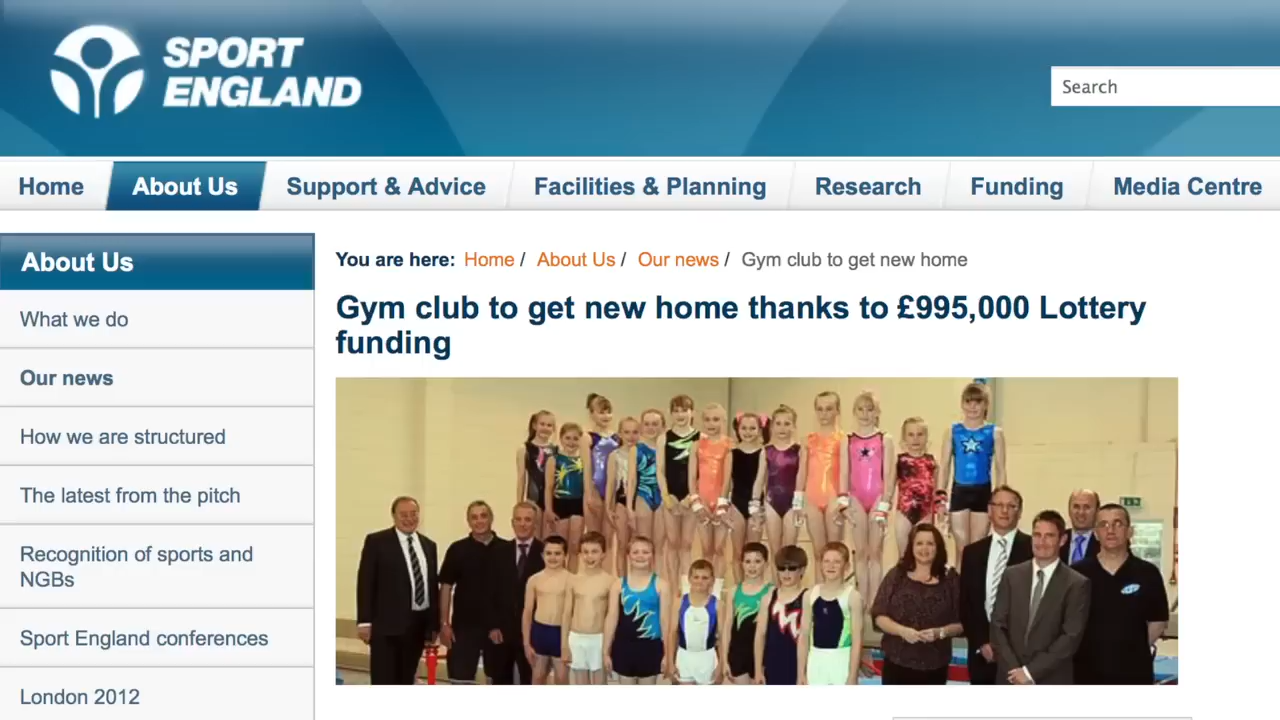 SPORT
ENGLAND
Search
Home
About Us
Support & Advice
Facilities & Planning
Research
Funding
Media Centre
About Us
What we do
Our news
How we are structured
The latest from the pitch
Recognition of sports and
NGBs
Sport England conferences
London 2012
You are here: Home / About Us / Our news / Gym club to get new home
Gym club to get new home thanks to £995,000 Lottery
funding